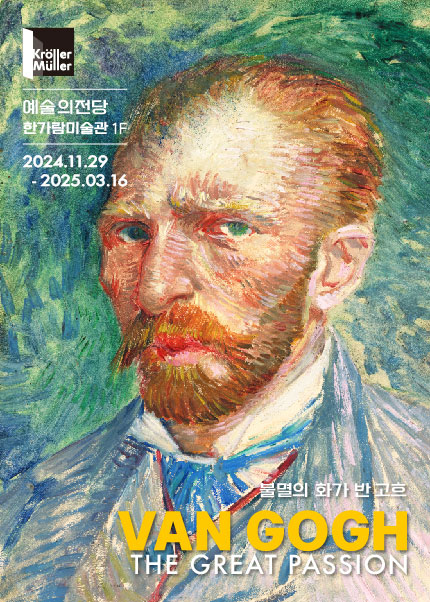 Kröller
Müller
예술의전당
한가람미술관 1F
2024.11.29
- 2025.03.16
불멸의 화가 반 고흐
VAN GOGH
THE GREAT PASSION